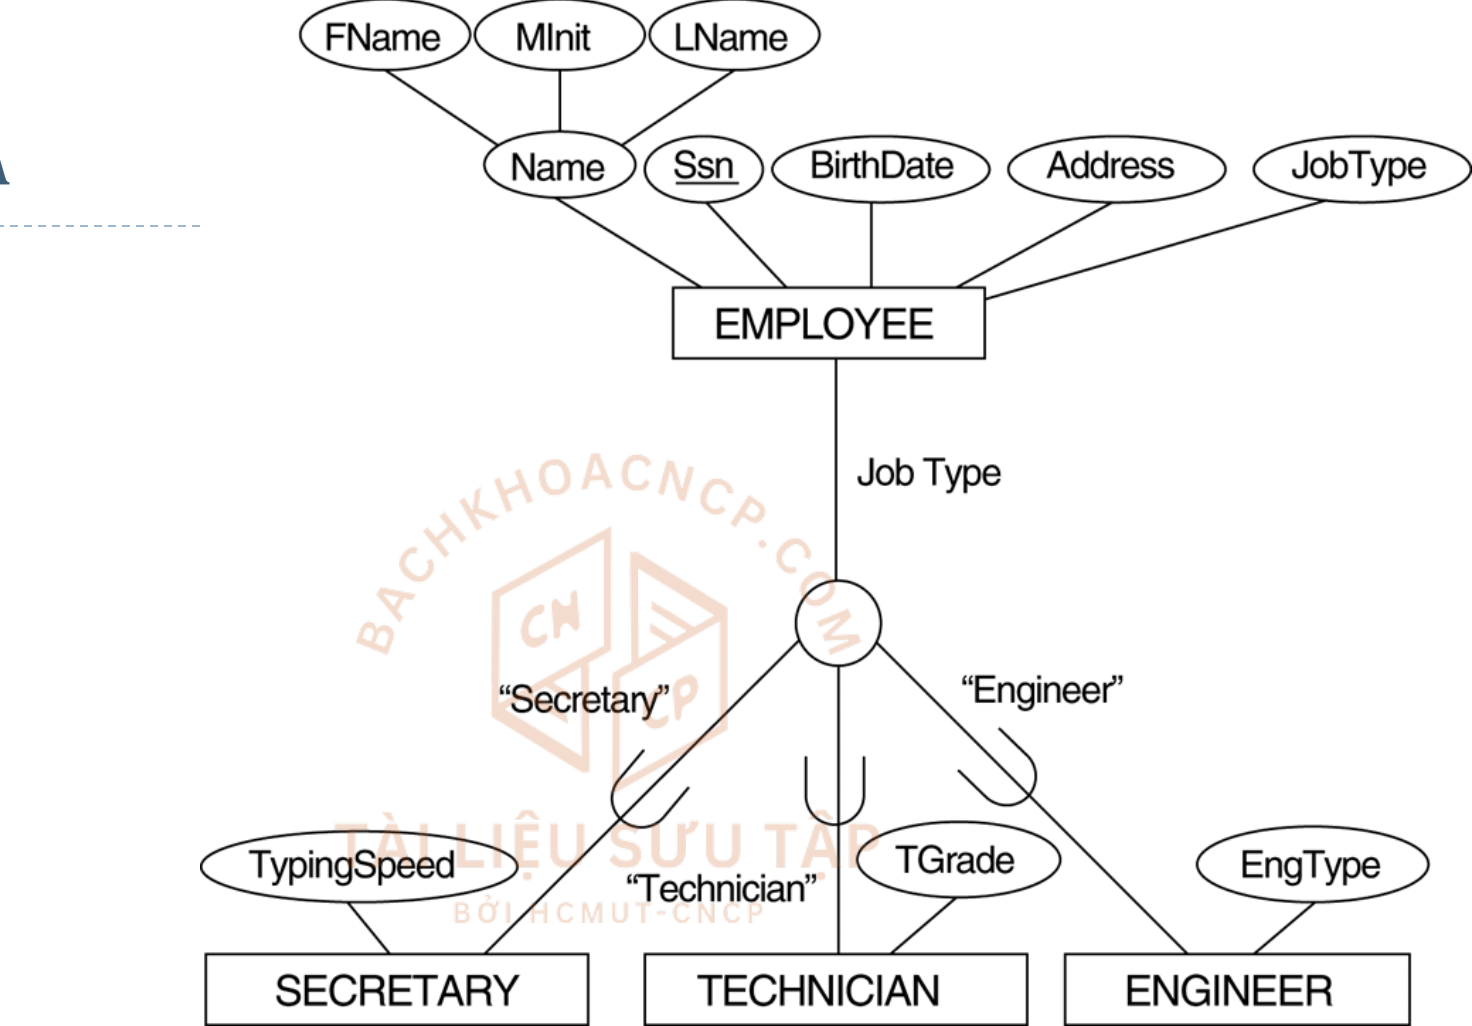 FName MInit LName
Name Ssn BirthDate Address JobType
A
EMPLOYEE
Job Type
BACHKHOACNCP.COM
CN
CP
“Secretary” “Engineer”
TÀI LIỆU SƯU TẬP
TypingSpeed “Technician” TGrade EngType
BỞI HCMUT-CNCP
SECRETARY TECHNICIAN ENGINEER